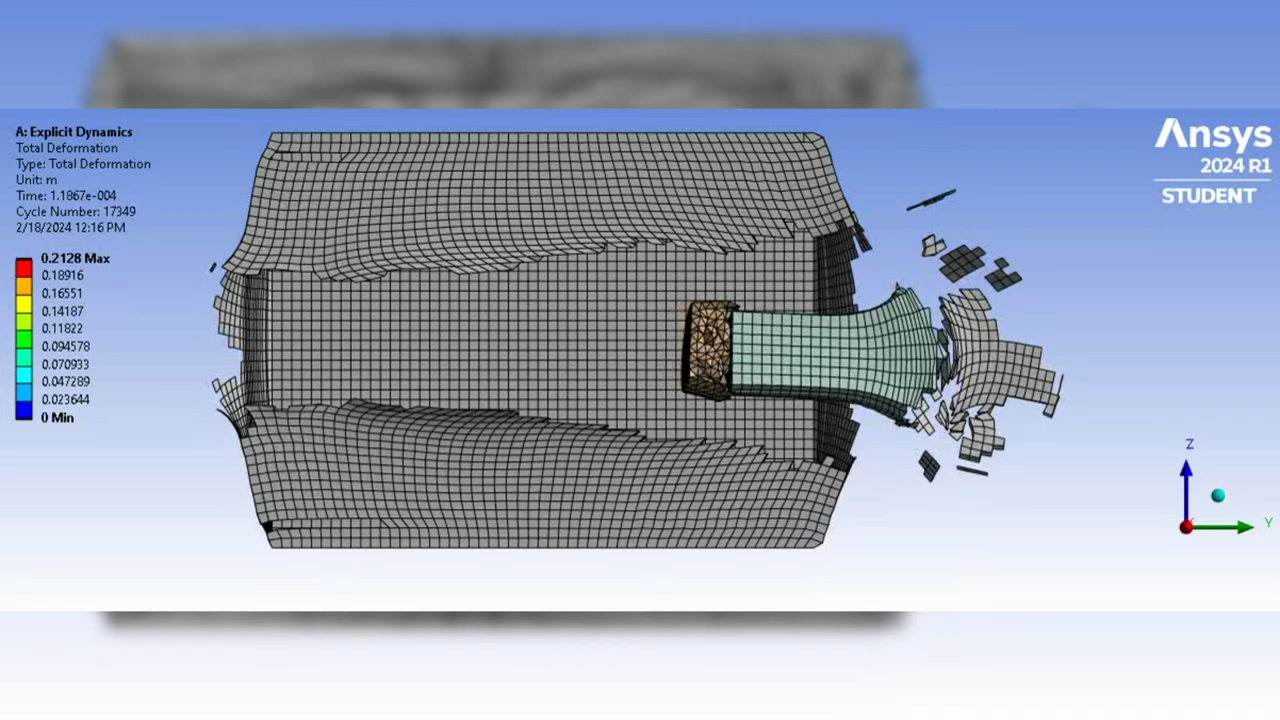 A: Explicit Dynamics
Total Deformation
Type: Total Deformation
Unit: m
Time: 1.1867e-004
Cycle Number: 17349
2/18/2024 12:16 PM
0.2128 Max
0.18916
0.16551
0.14187
0.11822
0.094578
0.070933
0.047289
0.023644
0 Min
Ansys
2024 R1
STUDENT
Z
Y